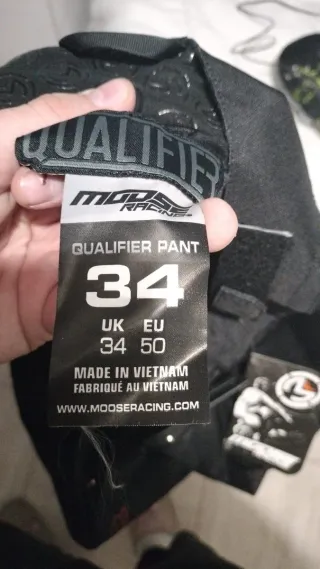 QUALIFIER
MOOSE
RACING
QUALIFIER PANT
34
UK EU
34 50
MADE IN VIETNAM
FABRIQUÉ AU VIETNAM
WWW.MOOSERACING.COM